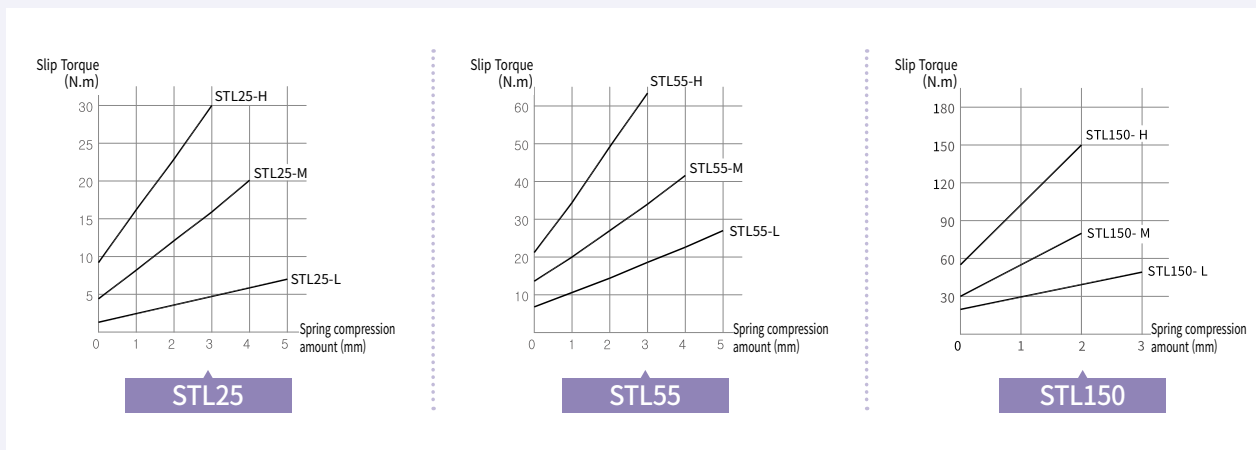 Slip Torque
(N.m)
30
25
20
15
10
5
0 1 2 3 4 5
STL25-H
STL25-M
STL25-L
Spring compression
amount (mm)
STL25
Slip Torque
(N.m)
60
50
40
30
20
10
0 1 2 3 4 5
STL55-H
STL55-M
STL55-L
Spring compression
amount (mm)
STL55
Slip Torque
(N.m)
180
150
120
90
60
30
0 1 2 3
STL150- H
STL150- M
STL150- L
Spring compression
amount (mm)
STL150